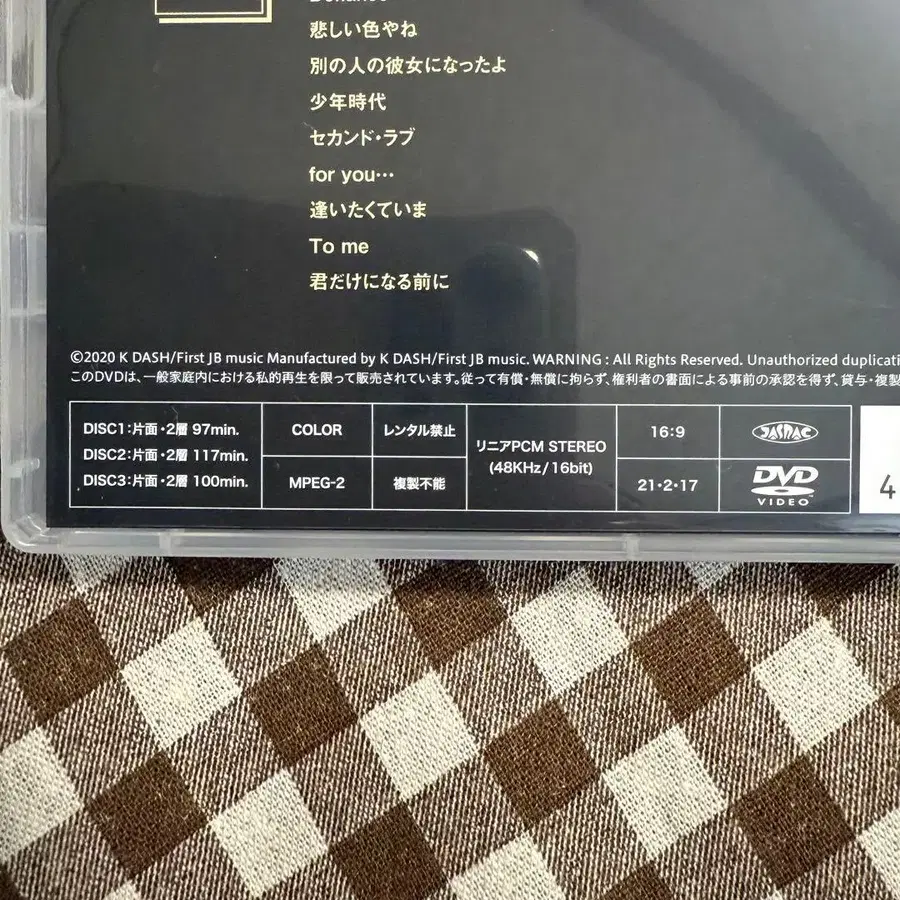 悲しい色やね
別の人の彼女になったよ
少年時代
セカンド・ラブ
for you…
逢いたくていま
To me
君だけになる前に
©2020 K DASH/First JB music Manufactured by K DASH/First JB music. WARNING : All Rights Reserved. Unauthorized
このDVDは、一般家庭内における私的再生を限って販売されています。従って有償・無償に拘らず、権利者の書面による事前の承認を得ず、貸与・複製
DISC1:片面・2層 97min.
DISC2:片面・2層 117min.
DISC3:片面・2層 100min.
COLOR
MPEG-2
レンタル禁止
複製不能
リニアPCM STEREO
(48KHz/16bit)
16:9
21・2・17
JASRAC
DVD
VIDEO
4